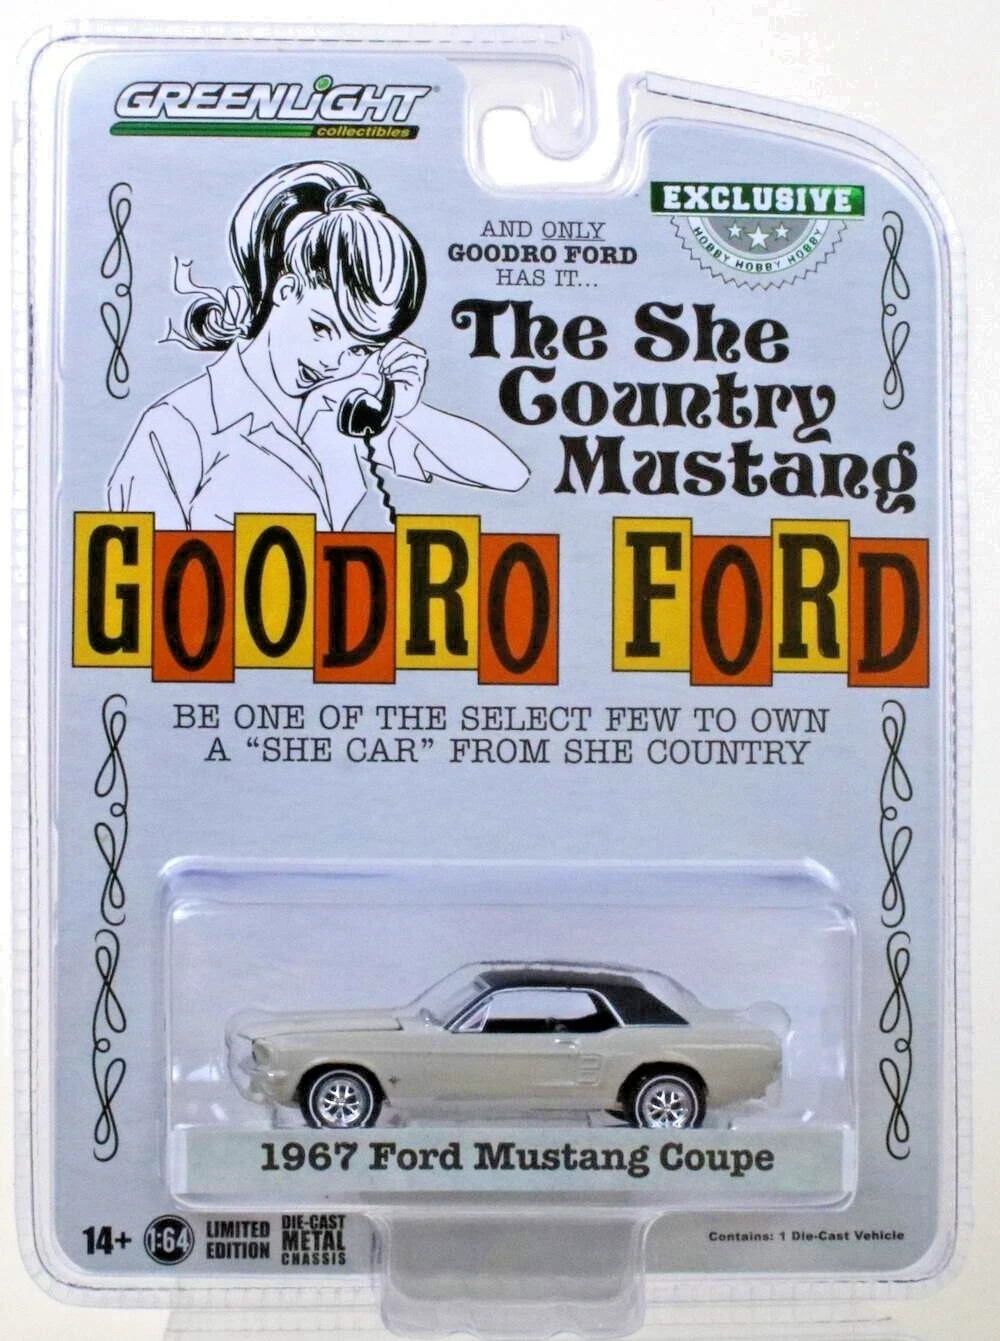 GREENLIGHT®
collectibles
EXCLUSIVE
HOBBY HOBBY HOBBY
AND ONLY
GOODRO FORD
HAS IT...
The She
Country
Mustang
GOODRO FORD
BE ONE OF THE SELECT FEW TO OWN
A “SHE CAR” FROM SHE COUNTRY
1967 Ford Mustang Coupe
14+
1:64
LIMITED
EDITION
DIE-CAST
METAL
CHASSIS
Contains: 1 Die-Cast Vehicle